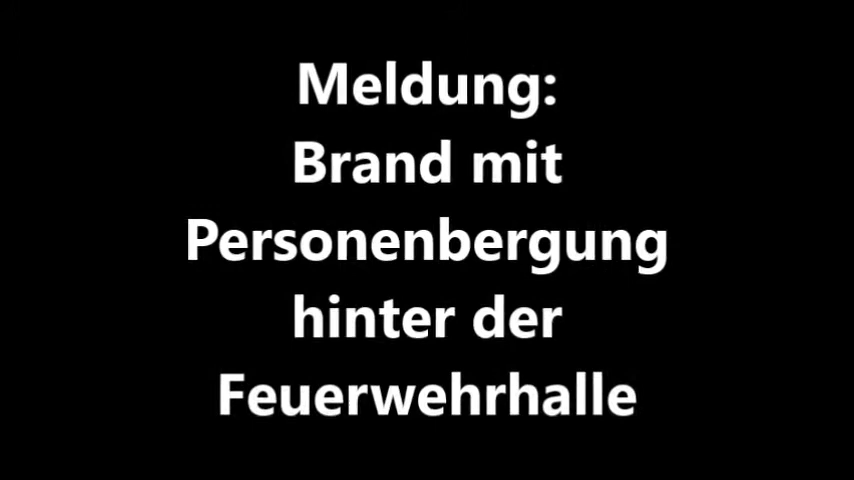 Meldung:
Brand mit
Personenbergung
hinter der
Feuerwehrhalle